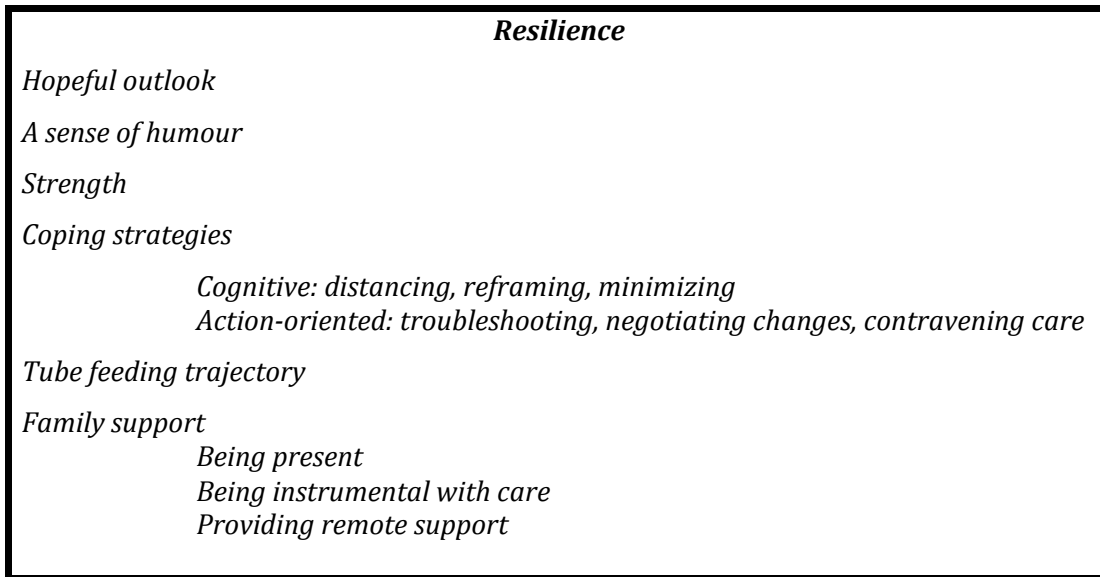 Resilience
Hopeful outlook
A sense of humour
Strength
Coping strategies
Cognitive: distancing, reframing, minimizing
Action-oriented: troubleshooting, negotiating changes, contravening care
Tube feeding trajectory
Family support
Being present
Being instrumental with care
Providing remote support